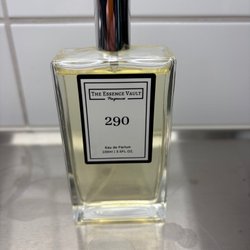 THE ESSENCE VAULT
Fragrances
290
Eau de Parfum
100ml | 3.4FL OZ.